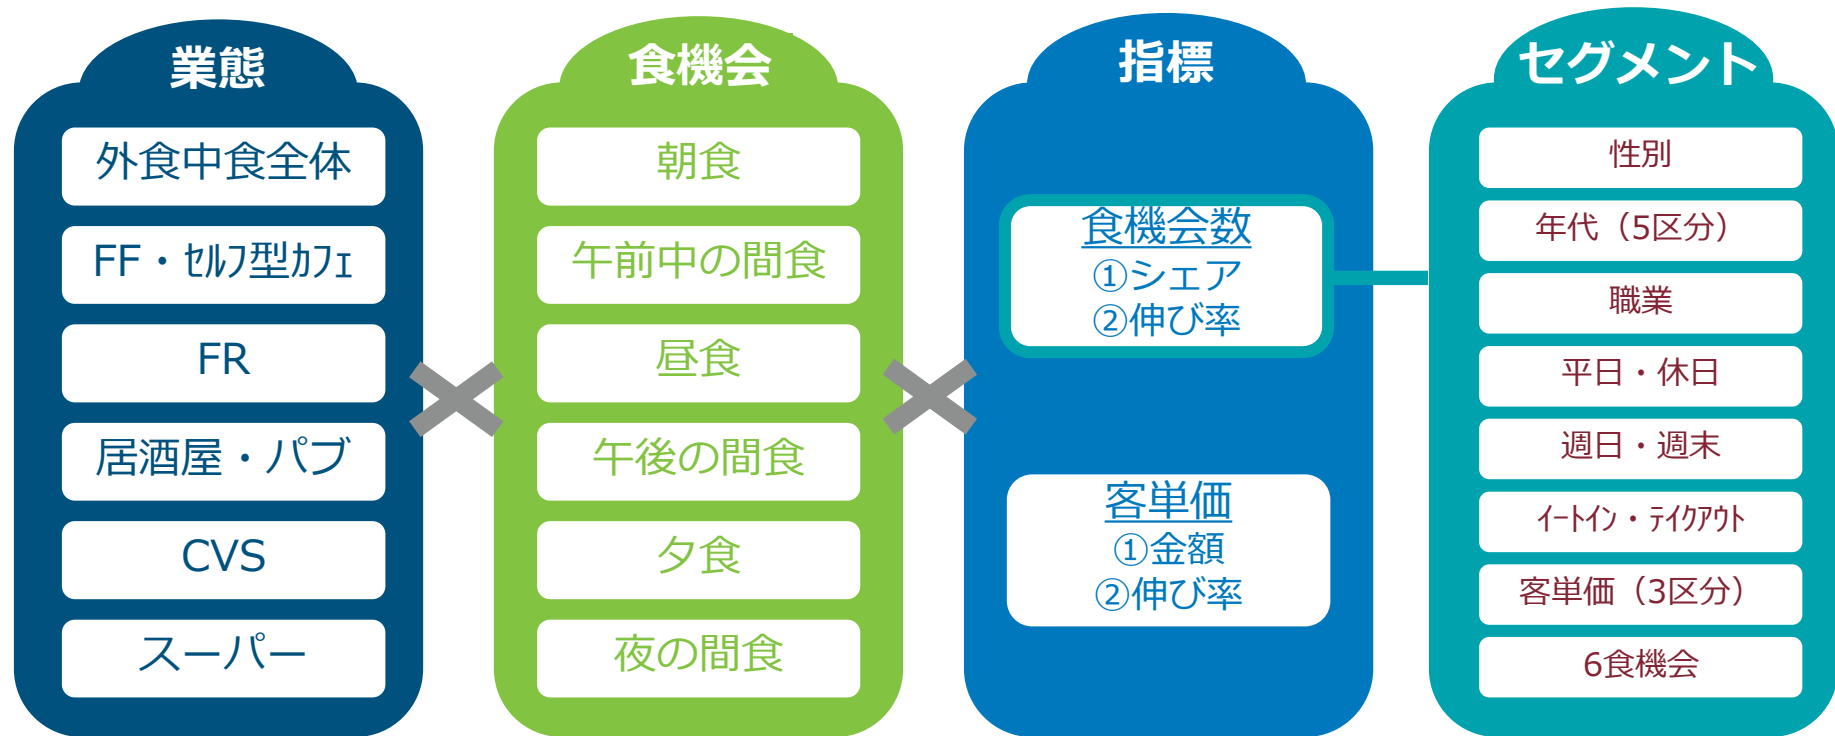 業態
外食中食全体
FF・ｾﾙﾌ型ｶﾌｪ
FR
居酒屋・パブ
CVS
スーパー
食機会
朝食
午前中の間食
昼食
午後の間食
夕食
夜の間食
指標
食機会数
①シェア
②伸び率
客単価
①金額
②伸び率
セグメント
性別
年代（5区分）
職業
平日・休日
週日・週末
ｲｰﾄｲﾝ・ﾃｲｸｱｳﾄ
客単価（3区分）
6食機会